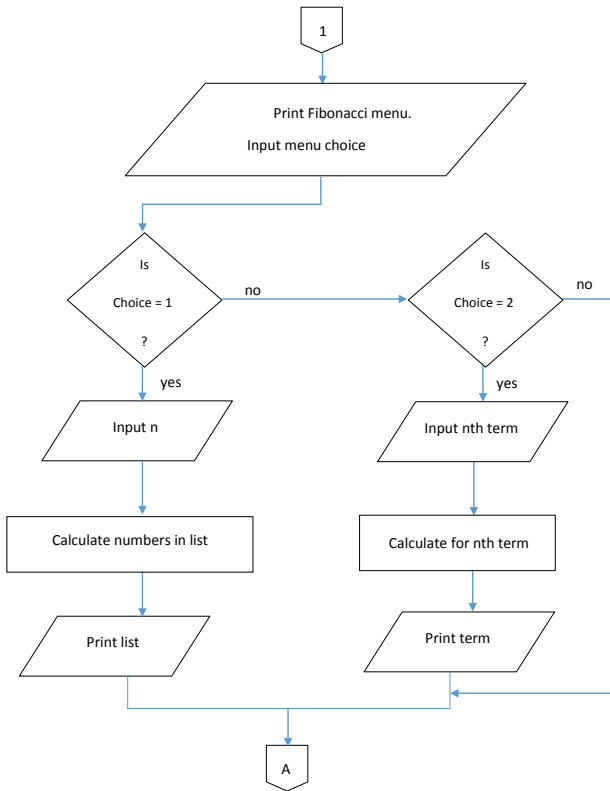 1
Print Fibonacci menu.
Input menu choice
Is
Choice = 1
?
no
Is
Choice = 2
?
no
yes
yes
Input n
Input nth term
Calculate numbers in list
Calculate for nth term
Print list
Print term
A